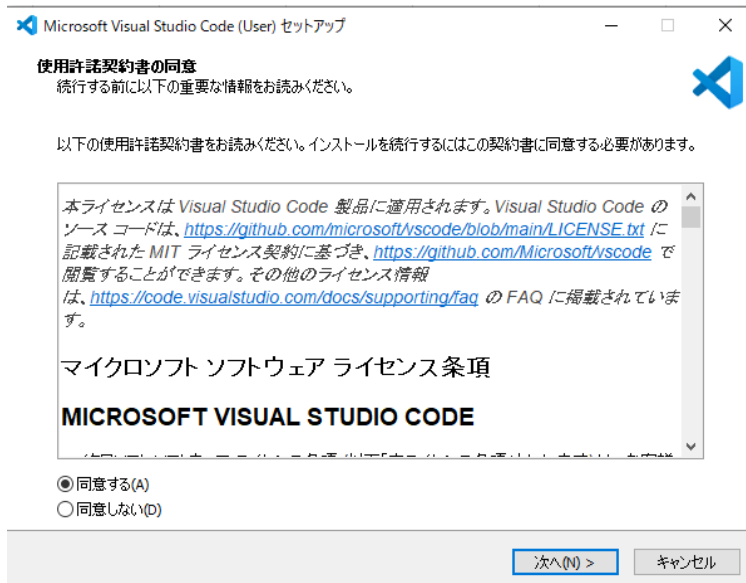 Microsoft Visual Studio Code (User) セットアップ
使用許諾契約書の同意
続行する前に以下の重要な情報をお読みください。
以下の使用許諾契約書をお読みください。インストールを続行するにはこの契約書に同意する必要があります。
本ライセンスは Visual Studio Code 製品に適用されます。Visual Studio Code の
ソース コードは、https://github.com/microsoft/vscode/blob/main/LICENSE.txt に
記載された MIT ライセンス契約に基づき、https://github.com/Microsoft/vscode で
閲覧することができます。その他のライセンス情報
は、https://code.visualstudio.com/docs/supporting/faq の FAQ に掲載されていま
す。
マイクロソフト ソフトウェア ライセンス条項
MICROSOFT VISUAL STUDIO CODE
同意する(A)
同意しない(D)
次へ(N) >
キャンセル